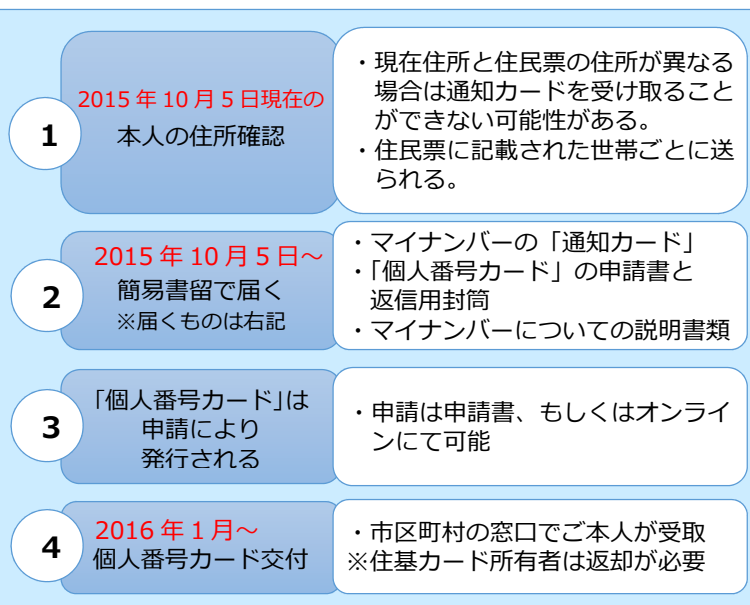 1
2015年10月5日現在の
本人の住所確認
・現在住所と住民票の住所が異なる
場合は通知カードを受け取ること
ができない可能性がある。
・住民票に記載された世帯ごとに送
られる。
2
2015年10月5日～
簡易書留で届く
※届くものは右記
・マイナンバーの「通知カード」
・「個人番号カード」の申請書と
返信用封筒
・マイナンバーについての説明書類
3
「個人番号カード」は
申請により
発行される
・申請は申請書、もしくはオンライ
ンにて可能
4
2016年1月～
個人番号カード交付
・市区町村の窓口でご本人が受取
※住基カード所有者は返却が必要